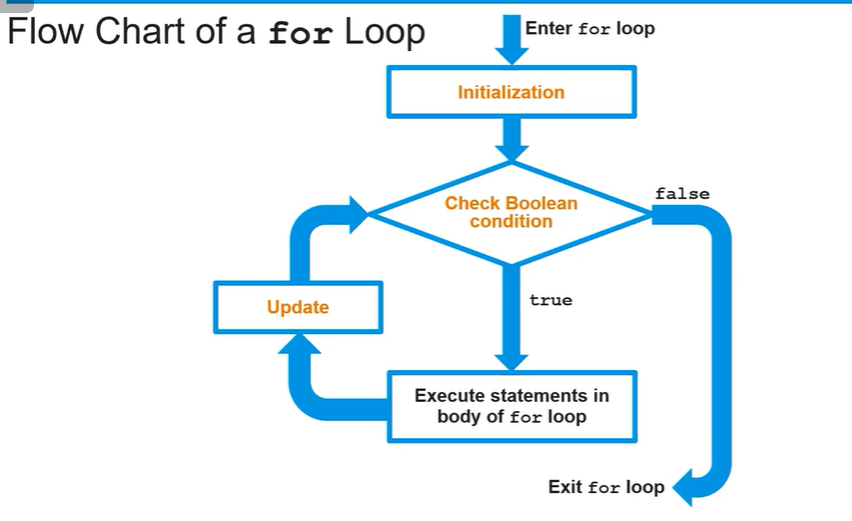 Flow Chart of a for Loop
Enter for loop
Initialization
Check Boolean
condition
false
true
Update
Execute statements in
body of for loop
Exit for loop